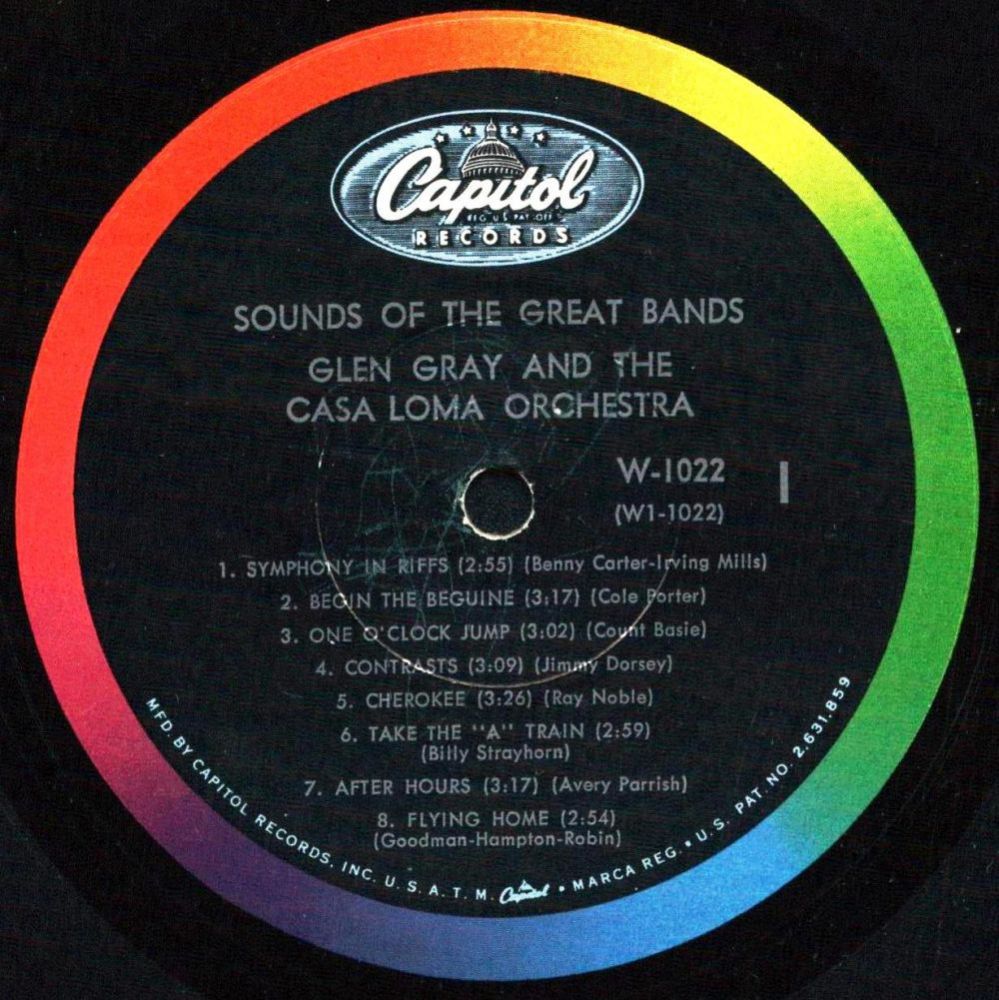 Capitol
REG. U.S. PAT. OFF.
RECORDS
SOUNDS OF THE GREAT BANDS
GLEN GRAY AND THE
CASA LOMA ORCHESTRA
W-1022
1
(W1-1022)
1. SYMPHONY IN RIFFS (2:55) (Benny Carter-Irving Mills)
2. BEGIN THE BEGUINE (3:17) (Cole Porter)
3. ONE O'CLOCK JUMP (3:02) (Count Basie)
4. CONTRASTS (3:09) (Jimmy Dorsey)
5. CHEROKEE (3:26) (Ray Noble)
6. TAKE THE "A" TRAIN (2:59)
(Billy Strayhorn)
7. AFTER HOURS (3:17) (Avery Parrish)
8. FLYING HOME (2:54)
(Goodman-Hampton-Robin)
MFD. BY CAPITOL RECORDS, INC. U. S. A. T. M. Capitol • MARCA REG. • U.S. PAT NO. 2.631.859